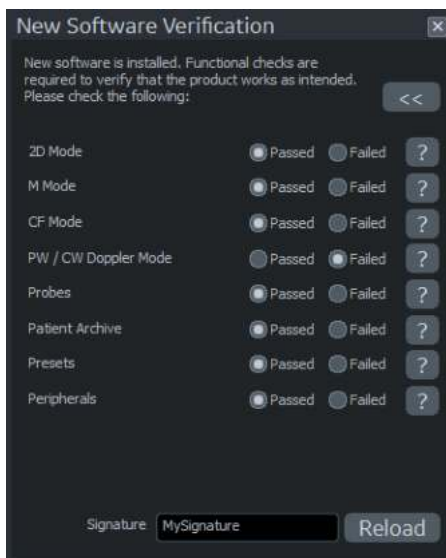 New Software Verification
New software is installed. Functional checks are
required to verify that the product works as intended.
Please check the following:
<<
2D Mode Passed Failed ?
M Mode Passed Failed ?
CF Mode Passed Failed ?
PW / CW Doppler Mode Passed Failed ?
Probes Passed Failed ?
Patient Archive Passed Failed ?
Presets Passed Failed ?
Peripherals Passed Failed ?
Signature MySignature Reload